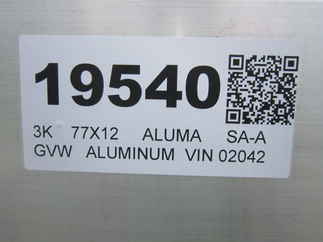 19540
3K 77X12 ALUMA SA-A
GVW ALUMINUM VIN 02042